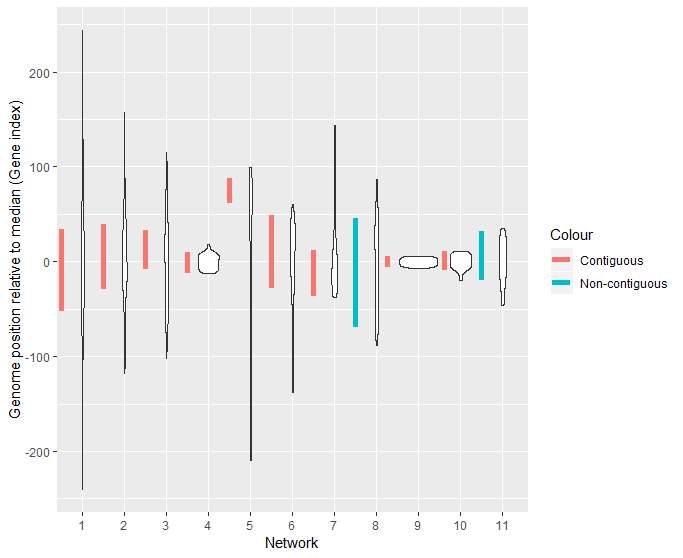 Genome position relative to median (Gene index)
200
100
0
-100
-200
1 2 3 4 5 6 7 8 9 10 11
Network
Colour
Contiguous
Non-contiguous